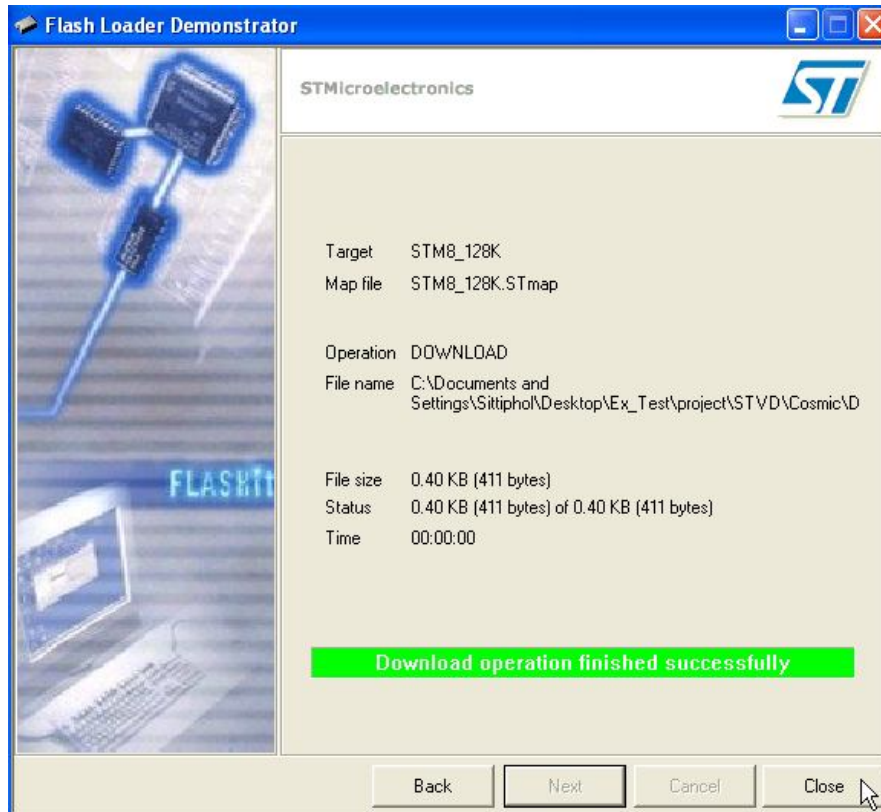 Flash Loader Demonstrator
STMicroelectronics
ST
Target STM8_128K
Map file STM8_128K.STmap
Operation DOWNLOAD
File name C:\Documents and
Settings\Sittiphol\Desktop\Ex_Test\project\STVD\Cosmic\D
FLASHit
File size 0.40 KB (411 bytes)
Status 0.40 KB (411 bytes) of 0.40 KB (411 bytes)
Time 00:00:00
Download operation finished successfully
Back Next Cancel Close